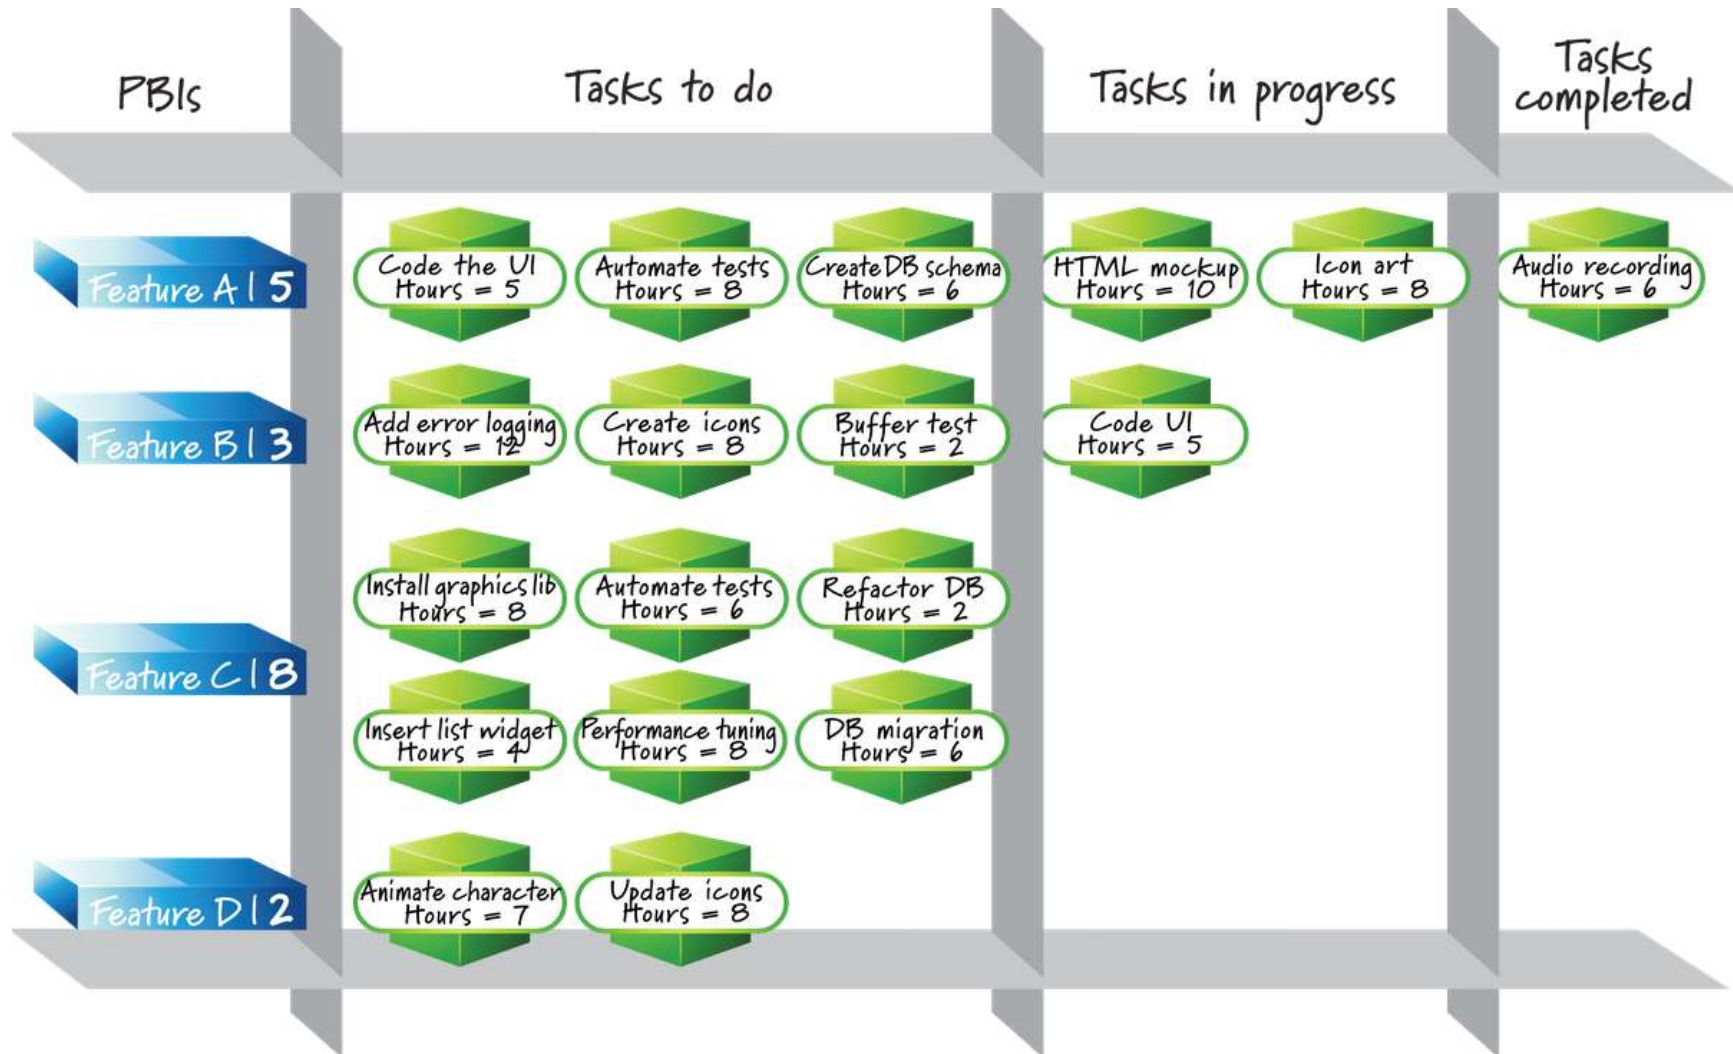 PBIs
Tasks to do
Tasks in progress
Tasks
completed
Feature A | 5
Code the UI
Hours = 5
Automate tests
Hours = 8
Create DB schema
Hours = 6
HTML mockup
Hours = 10
Icon art
Hours = 8
Audio recording
Hours = 6
Feature B | 3
Add error logging
Hours = 12
Create icons
Hours = 8
Buffer test
Hours = 2
Code UI
Hours = 5
Feature C | 8
Install graphics lib
Hours = 8
Automate tests
Hours = 6
Refactor DB
Hours = 2
Insert list widget
Hours = 4
Performance tuning
Hours = 8
DB migration
Hours = 6
Feature D | 2
Animate character
Hours = 7
Update icons
Hours = 8